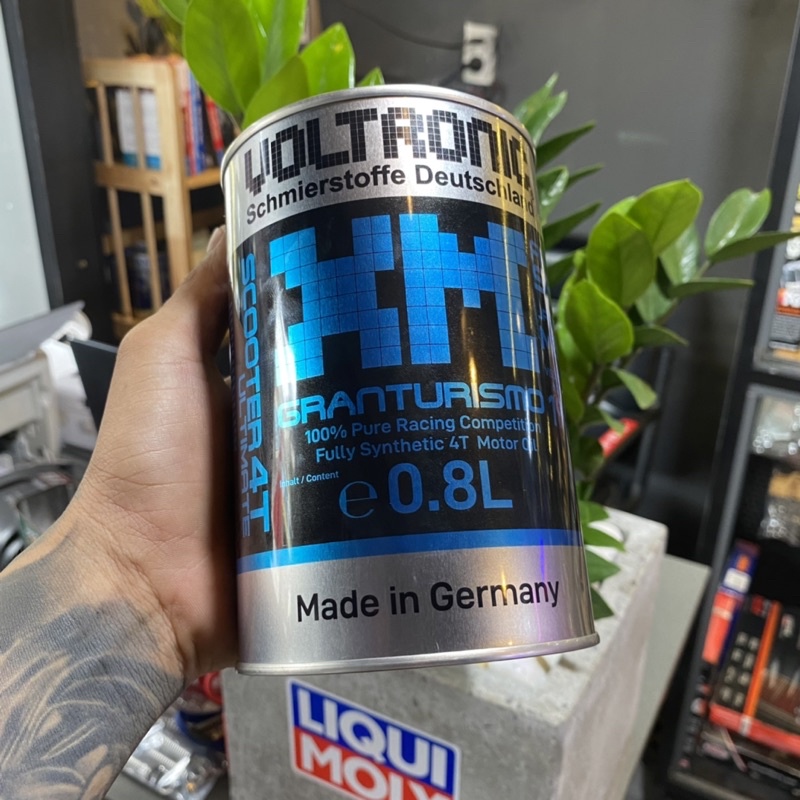 VOLTRONIC
Schmierstoffe Deutschland
SCOOTER 4T
ULTIMATE
GRANTURISMO
100% Pure Racing Competition
Fully Synthetic 4T Motor Oil
Inhalt / Content
e 0.8L
Made in Germany
LIQUI
MOLY